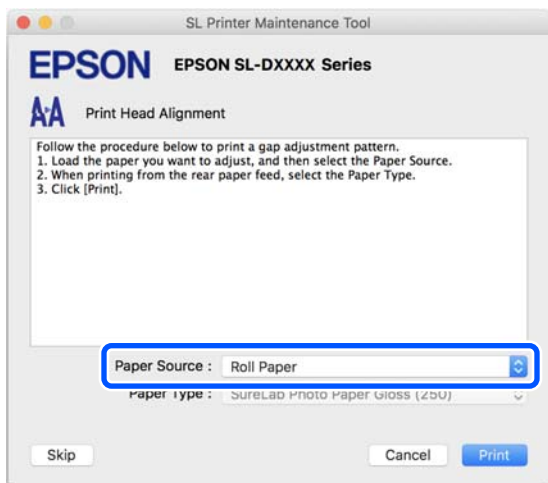 SL Printer Maintenance Tool
EPSON EPSON SL-DXXXX Series
Print Head Alignment
Follow the procedure below to print a gap adjustment pattern.
1. Load the paper you want to adjust, and then select the Paper Source.
2. When printing from the rear paper feed, select the Paper Type.
3. Click [Print].
Paper Source : Roll Paper
Paper Type : SureLab Photo Paper Gloss (250)
Skip Cancel Print